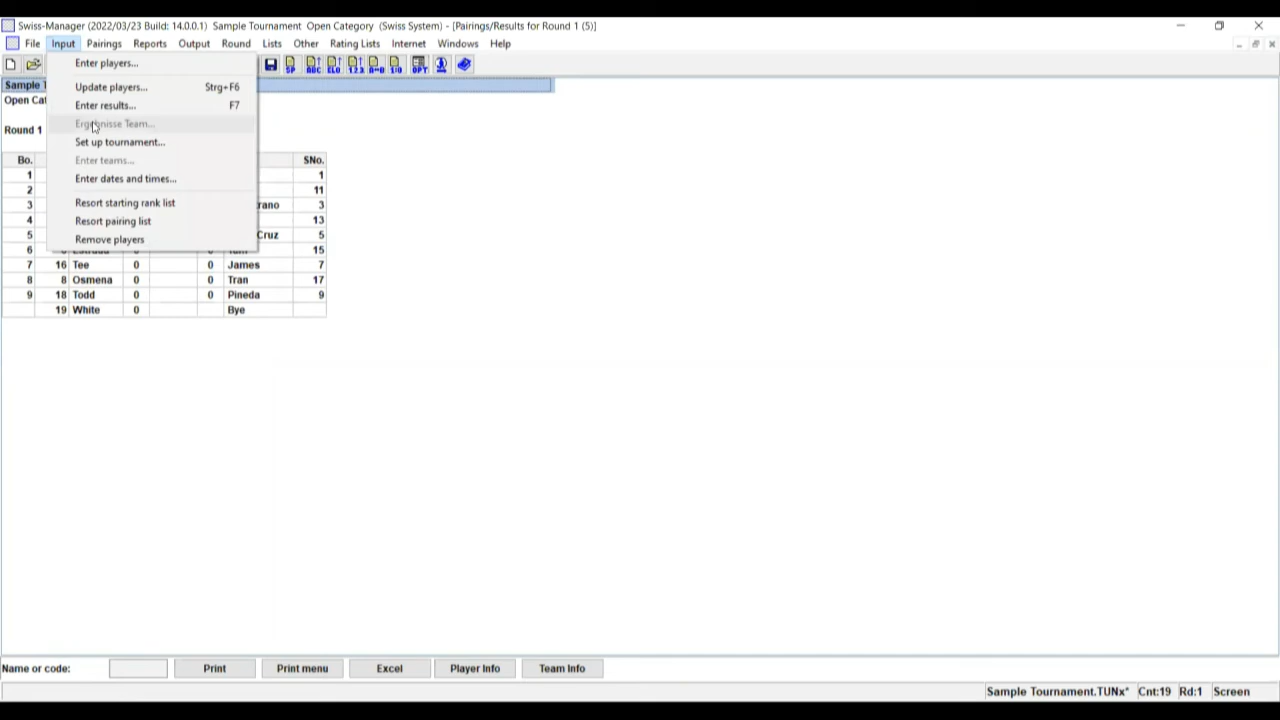 Swiss-Manager (2022/03/23 Build: 14.0.0.1) Sample Tournament Open Category (Swiss System) - [Pairings/Results for Round 1 (5)]
File Input Pairings Reports Output Round Lists Other Rating Lists Internet Windows Help
Enter players...
Update players... Strg+F6
Enter results... F7
Ergebnisse Team...
Set up tournament...
Enter teams...
Enter dates and times...
Resort starting rank list
Resort pairing list
Remove players
Sample T
Open Cat
Round 1
Bo. SNo.
1 1
2 11
3 rano 3
4 13
5 Cruz 5
6 15
7 16 Tee 0 0 James 7
8 8 Osmena 0 0 Tran 17
9 18 Todd 0 0 Pineda 9
19 White 0 Bye
Name or code: Print Print menu Excel Player Info Team Info
Sample Tournament.TUNx* Cnt:19 Rd:1 Screen